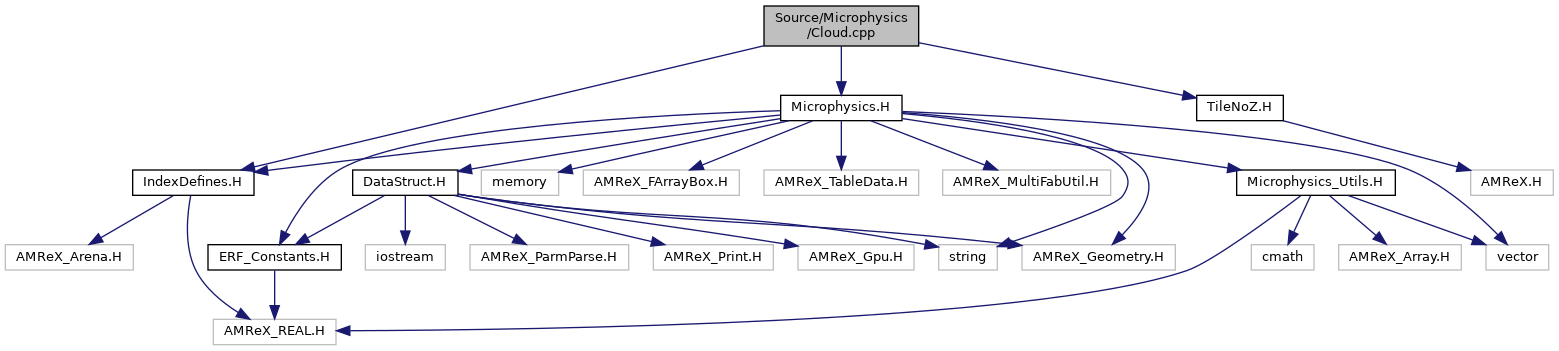 Source/Microphysics
/Cloud.cpp
Microphysics.H
TileNoZ.H
IndexDefines.H
DataStruct.H
memory
AMReX_FArrayBox.H
AMReX_TableData.H
AMReX_MultiFabUtil.H
Microphysics_Utils.H
AMReX.H
AMReX_Arena.H
ERF_Constants.H
iostream
AMReX_ParmParse.H
AMReX_Print.H
AMReX_Gpu.H
string
AMReX_Geometry.H
cmath
AMReX_Array.H
vector
AMReX_REAL.H